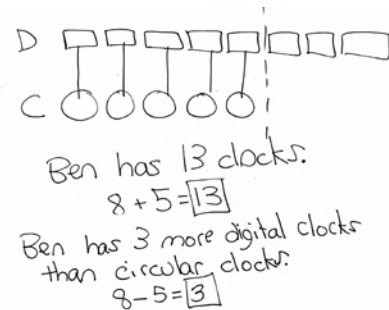 D
C
Ben has 13 clocks.
8 + 5 = 13
Ben has 3 more digital clocks
than circular clocks.
8 - 5 = 3